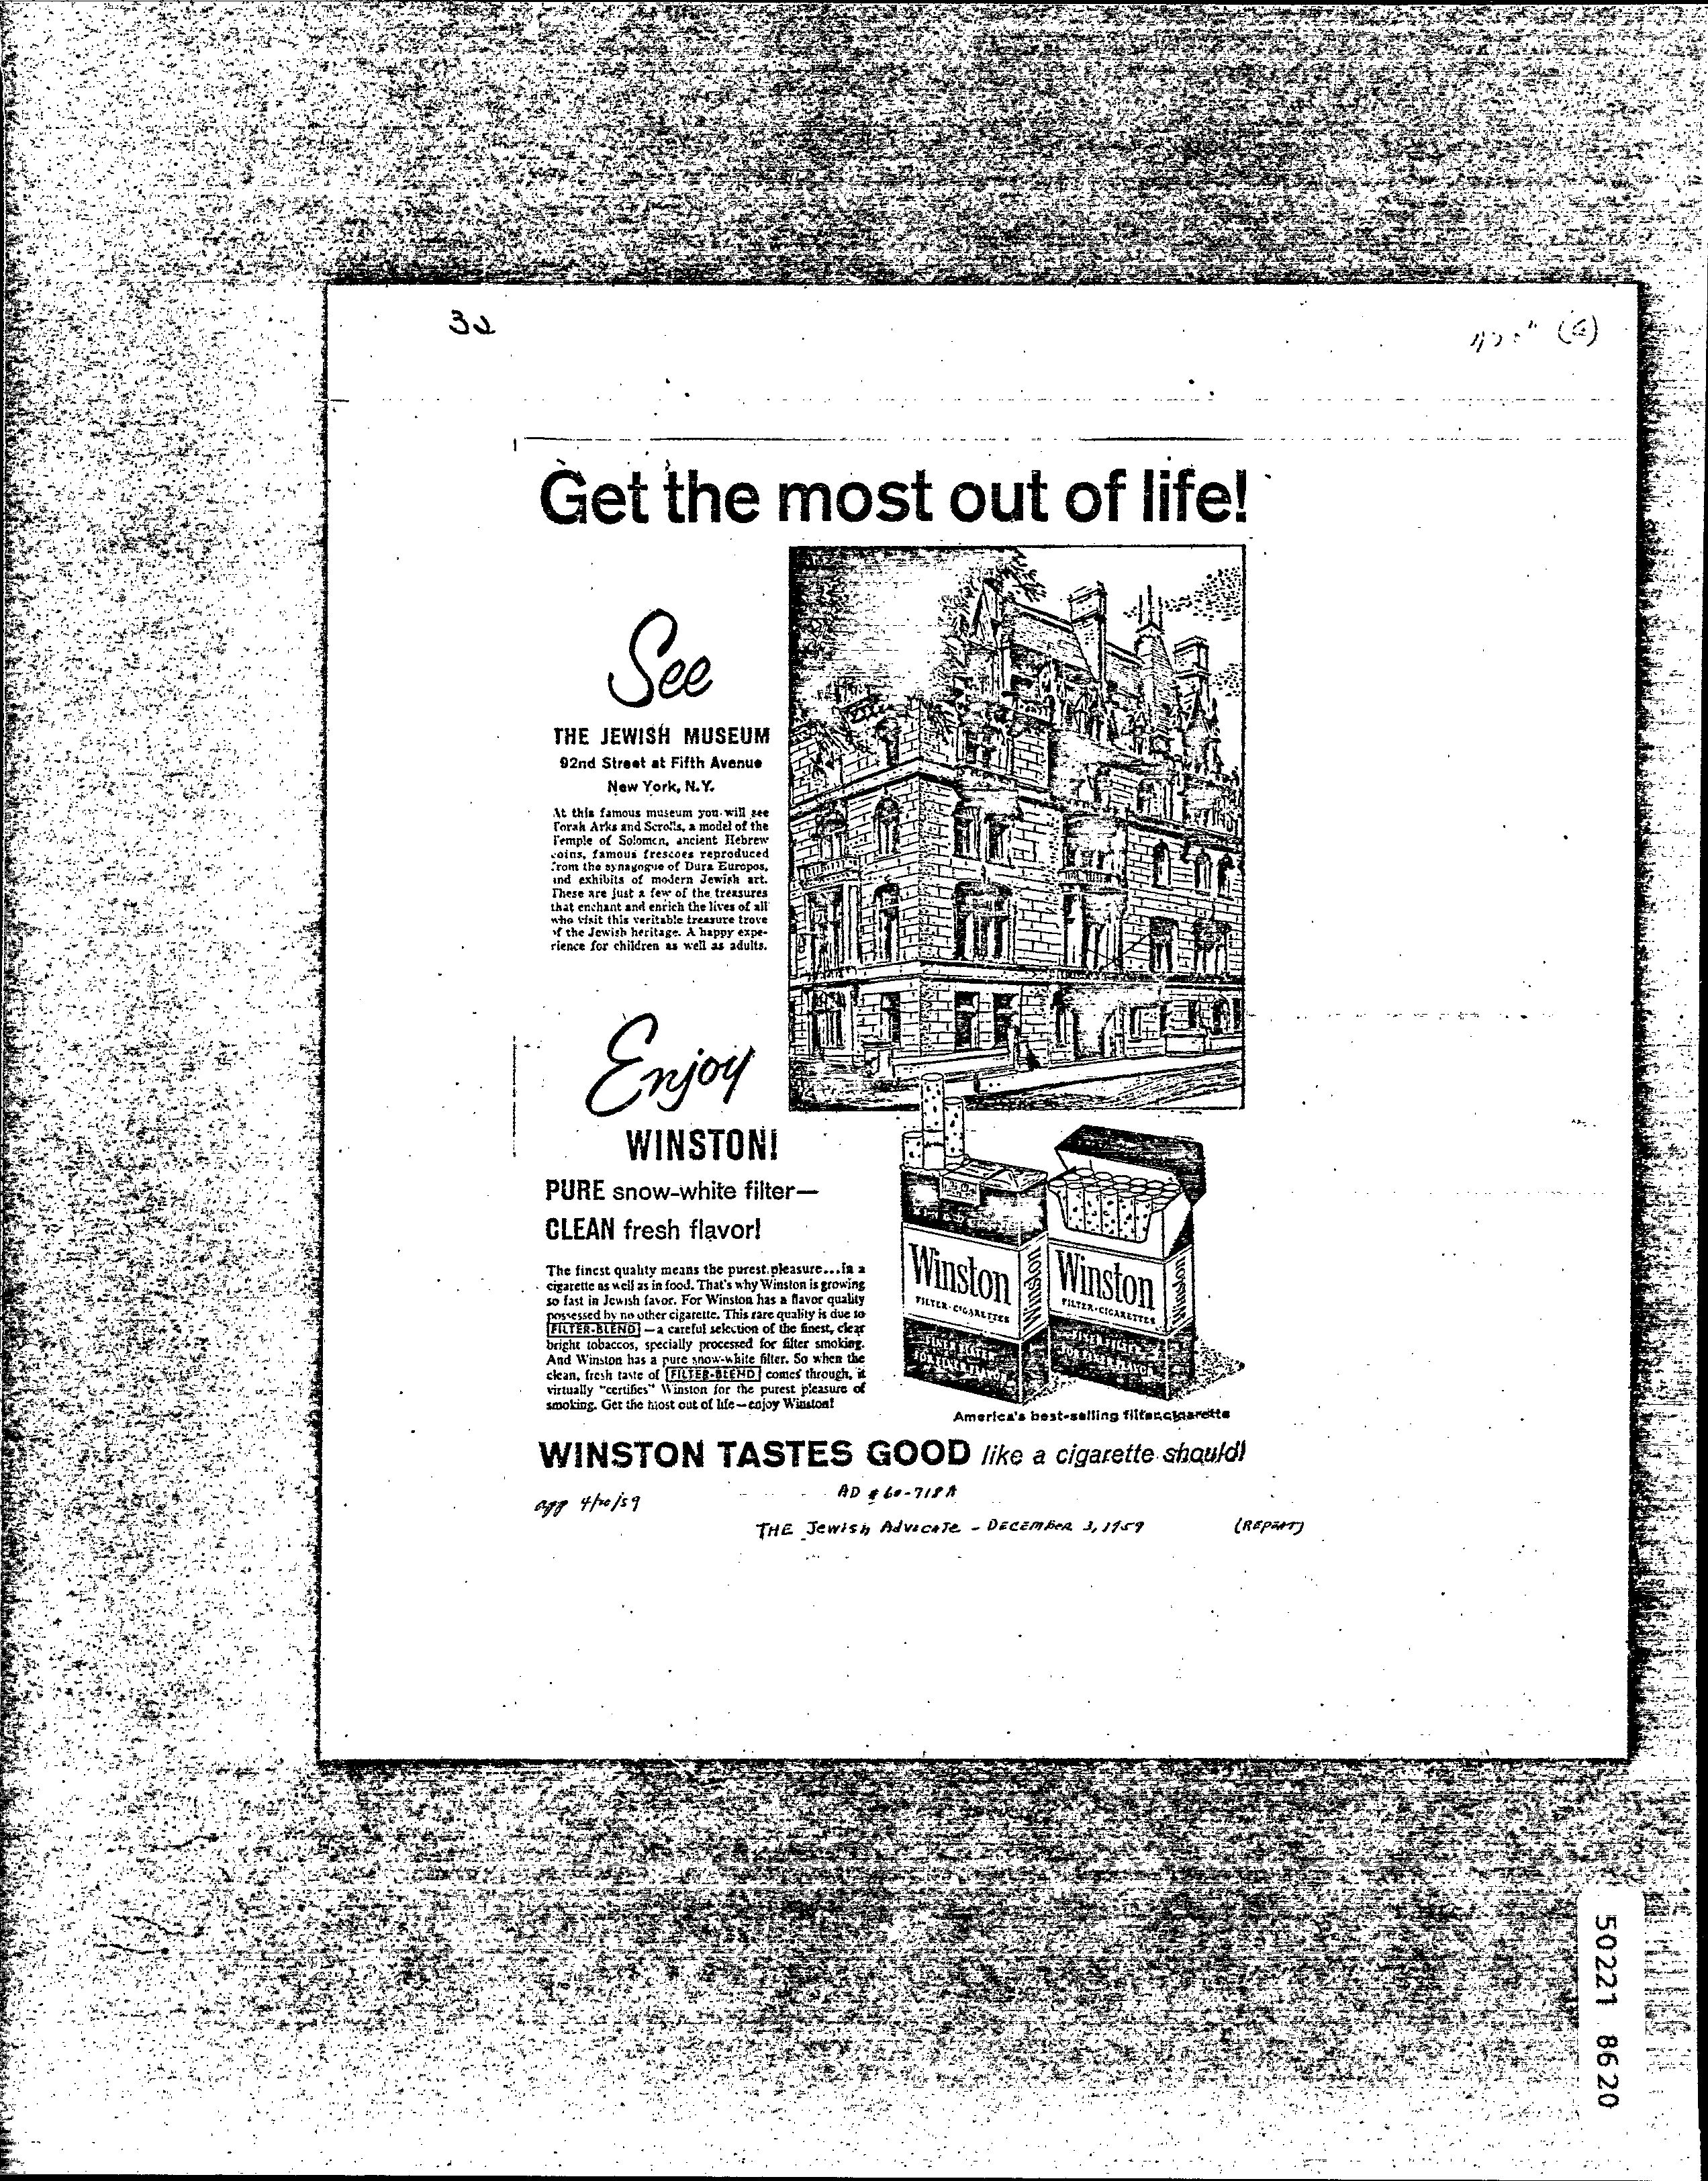 32
Get the most out of life!
See
THE JEWISH MUSEUM
92nd Street at Fifth Avenue
New York, N.Y.
At this famous museum you will see
Torah Arks and Scrolls, a model of the
Temple of Solomon, ancient Hebrew
coins, famous frescoes reproduced
from the synagogue of Dura Europos,
and exhibits of modern Jewish art.
These are just a few of the treasures
that enchant and enrich the lives of all
who visit this veritable treasure trove
of the Jewish heritage. A happy expe-
rience for children as well as adults.
Enjoy
WINSTON!
PURE snow-white filter—
CLEAN fresh flavor!
The finest quality means the purest pleasure...in a
cigarette as well as in food. That's why Winston is growing
so fast in Jewish favor. For Winston has a flavor quality
possessed by no other cigarette. This rare quality is due to
FILTER-BLEND — a careful selection of the finest, clear
bright tobaccos, specially processed for filter smoking.
And Winston has a pure snow-white filter. So when the
clean, fresh taste of FILTER-BLEND comes through, it
virtually "certifies" Winston for the purest pleasure of
smoking. Get the most out of life—enjoy Winston!
Winston
FILTER-CIGARETTES
Winston
Winston
FILTER-CIGARETTES
Winston
America's best-selling filter cigarette
WINSTON TASTES GOOD like a cigarette should!
4/20/59
AD #60-718A
THE Jewish Advocate - DECEMBER 3, 1959
(REPEAT)
50221 8620